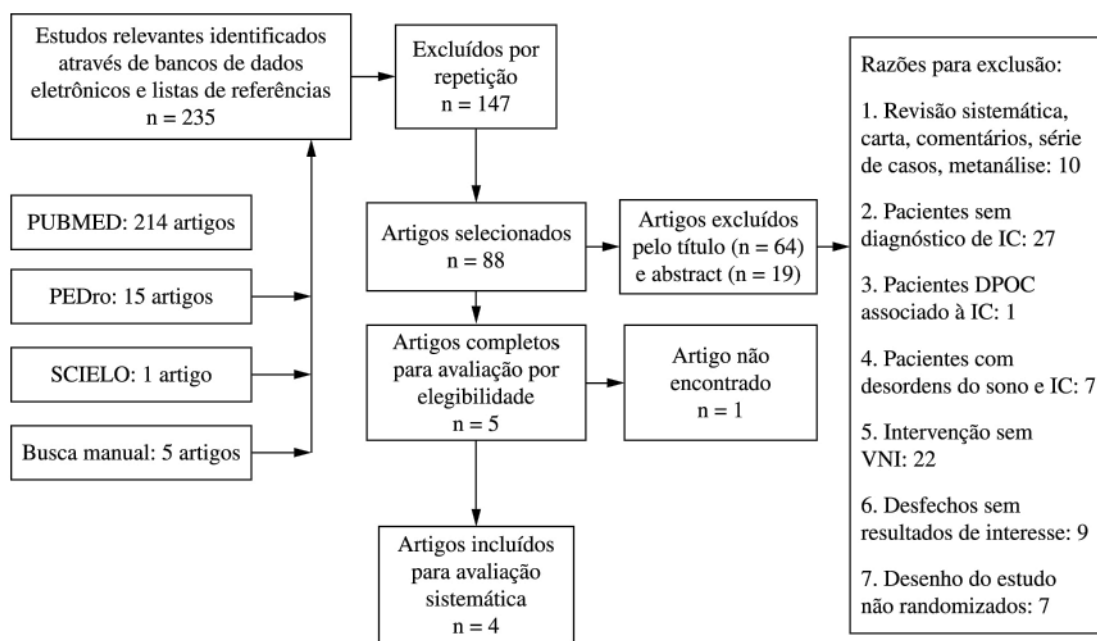 Estudos relevantes identificados
através de bancos de dados
eletrônicos e listas de referências
n = 235
Excluídos por
repetição
n = 147
PUBMED: 214 artigos
PEDro: 15 artigos
SCIELO: 1 artigo
Busca manual: 5 artigos
Artigos selecionados
n = 88
Artigos excluídos
pelo título (n = 64)
e abstract (n = 19)
Artigos completos
para avaliação por
elegibilidade
n = 5
Artigo não
encontrado
n = 1
Artigos incluídos
para avaliação
sistemática
n = 4
Razões para exclusão:
1. Revisão sistemática,
carta, comentários, série
de casos, metanálise: 10
2. Pacientes sem
diagnóstico de IC: 27
3. Pacientes DPOC
associado à IC: 1
4. Pacientes com
desordens do sono e IC: 7
5. Intervenção sem
VNI: 22
6. Desfechos sem
resultados de interesse: 9
7. Desenho do estudo
não randomizados: 7